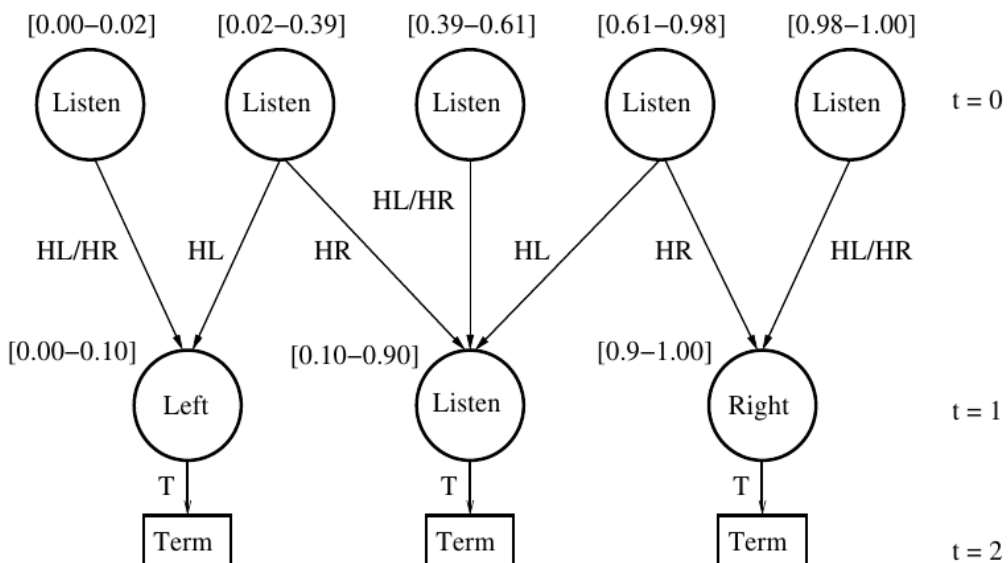 [0.00−0.02] [0.02−0.39] [0.39−0.61] [0.61−0.98] [0.98−1.00]
Listen Listen Listen Listen Listen t = 0
HL/HR
HL/HR HL HR HL HR HL/HR
[0.00−0.10] [0.10−0.90] [0.9−1.00]
Left Listen Right t = 1
T T T
Term Term Term t = 2